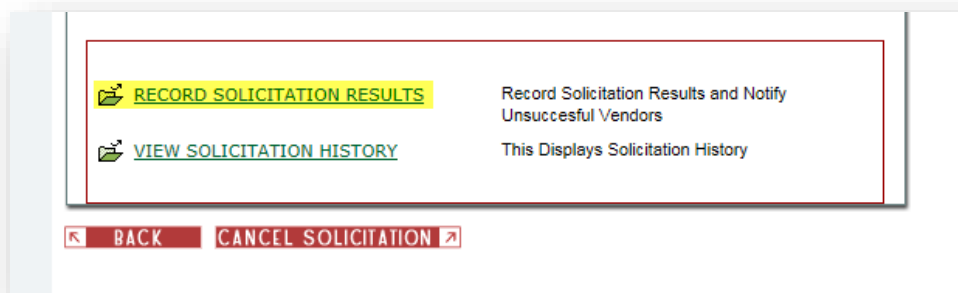 RECORD SOLICITATION RESULTS Record Solicitation Results and Notify
Unsuccesful Vendors
VIEW SOLICITATION HISTORY This Displays Solicitation History
BACK CANCEL SOLICITATION